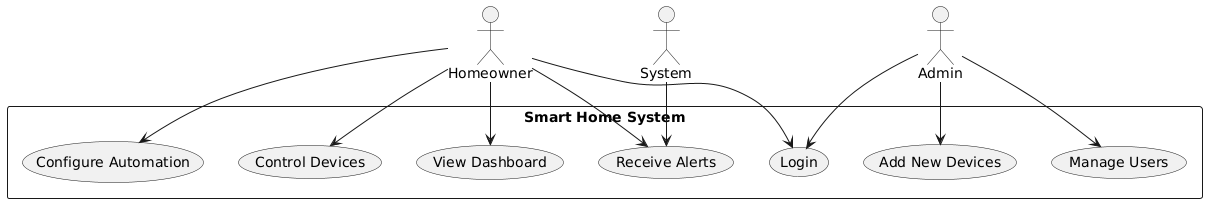 Homeowner
System
Admin
Smart Home System
Configure Automation
Control Devices
View Dashboard
Receive Alerts
Login
Add New Devices
Manage Users